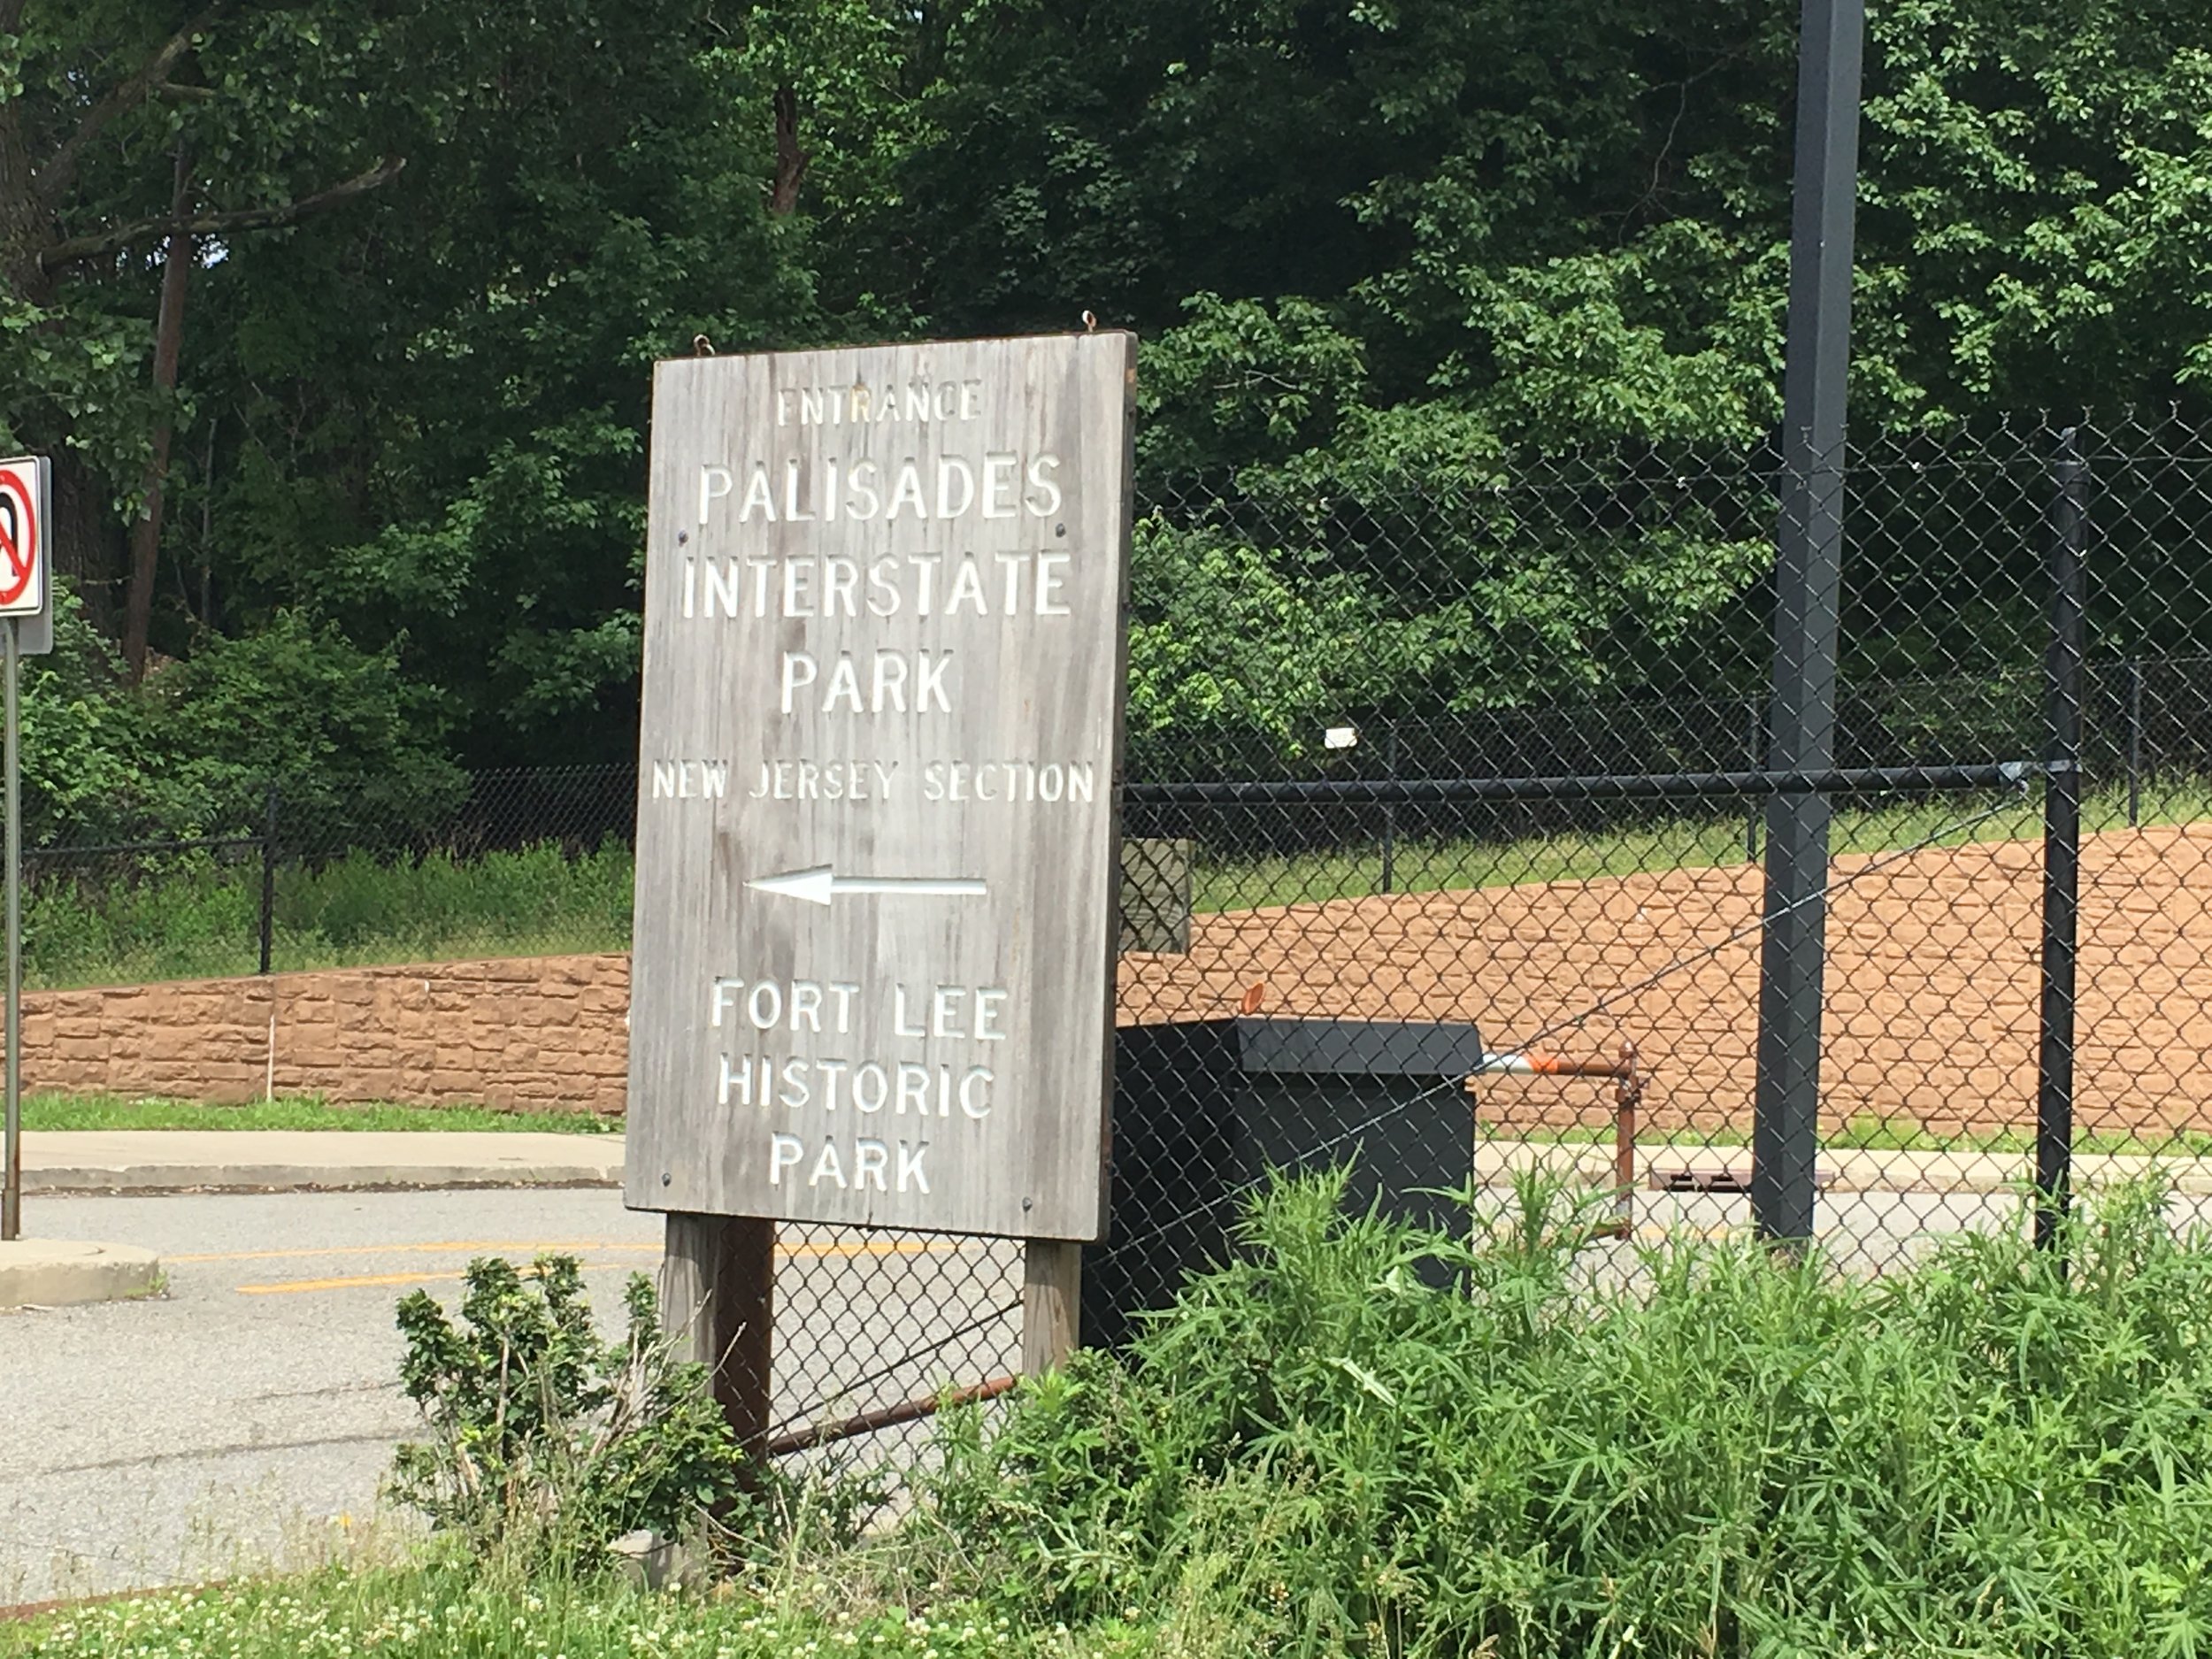 ENTRANCE
PALISADES
INTERSTATE
PARK
NEW JERSEY SECTION
FORT LEE
HISTORIC
PARK